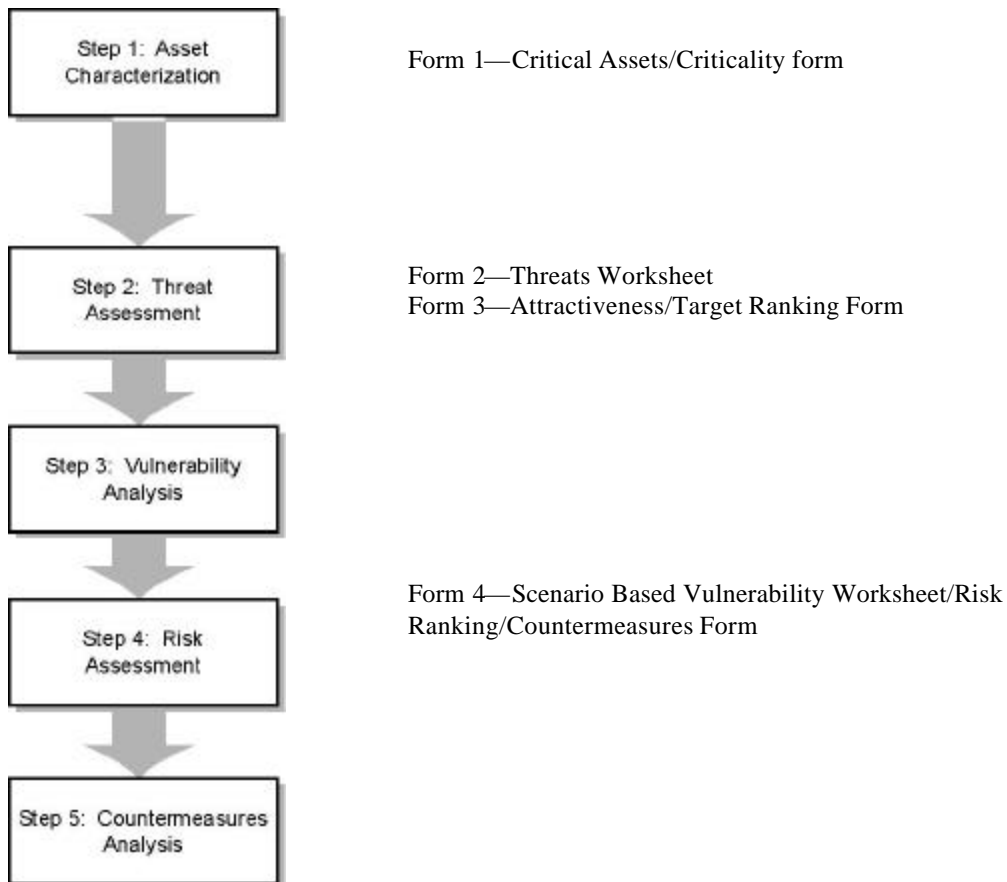 Step 1: Asset
Characterization
Form 1—Critical Assets/Criticality form
Step 2: Threat
Assessment
Form 2—Threats Worksheet
Form 3—Attractiveness/Target Ranking Form
Step 3: Vulnerability
Analysis
Step 4: Risk
Assessment
Form 4—Scenario Based Vulnerability Worksheet/Risk
Ranking/Countermeasures Form
Step 5: Countermeasures
Analysis